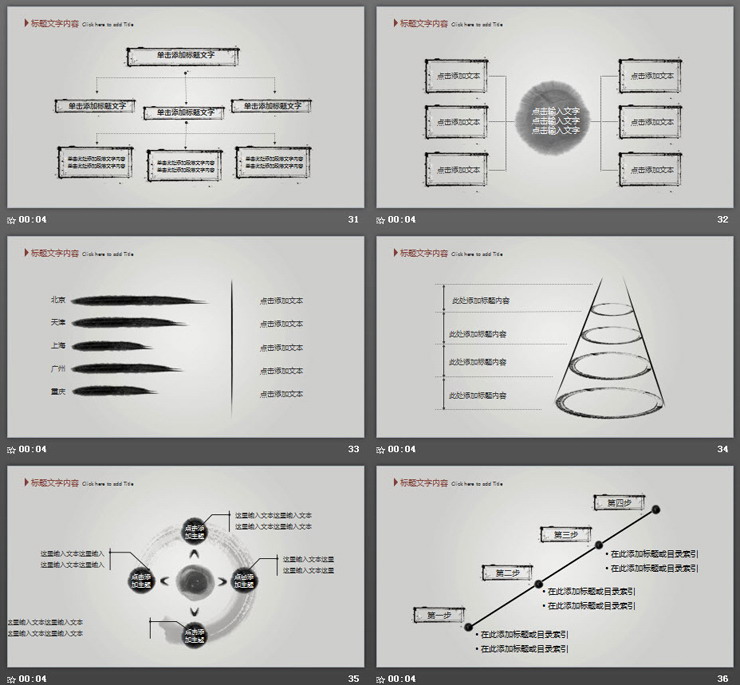 标题文字内容 Click here to add Title
单击添加标题文字
单击添加标题文字
单击添加标题文字
单击添加标题文字
单击此处添加段落文字内容
单击此处添加段落文字内容
单击此处添加段落文字内容
单击此处添加段落文字内容
单击此处添加段落文字内容
单击此处添加段落文字内容
00:04
31
标题文字内容 Click here to add Title
点击添加文本
点击添加文本
点击添加文本
点击输入文字
点击输入文字
点击输入文字
点击添加文本
点击添加文本
点击添加文本
00:04
32
标题文字内容 Click here to add Title
北京
点击添加文本
天津
点击添加文本
上海
点击添加文本
广州
点击添加文本
重庆
点击添加文本
00:04
33
标题文字内容 Click here to add Title
此处添加标题内容
此处添加标题内容
此处添加标题内容
此处添加标题内容
00:04
34
标题文字内容 Click here to add Title
点击添
加主题
这里输入文本这里输入文本
这里输入文本这里输入文本
这里输入文本这里输入
这里输入文本这里输入
点击添
加主题
点击添
加主题
这里输入文本这里
这里输入文本这里
这里输入文本这里输入文本
这里输入文本这里输入文本
点击添
加主题
00:04
35
标题文字内容 Click here to add Title
第四步
第三步
• 在此添加标题或目录索引
• 在此添加标题或目录索引
第二步
• 在此添加标题或目录索引
• 在此添加标题或目录索引
第一步
• 在此添加标题或目录索引
• 在此添加标题或目录索引
00:04
36